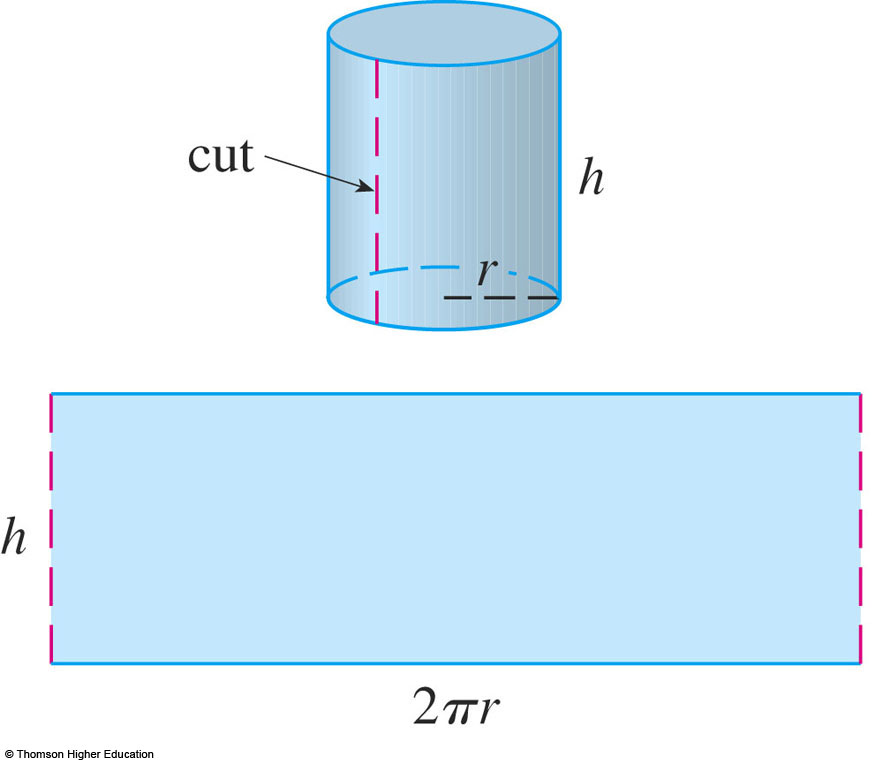 cut
h
r
h
2πr
© Thomson Higher Education